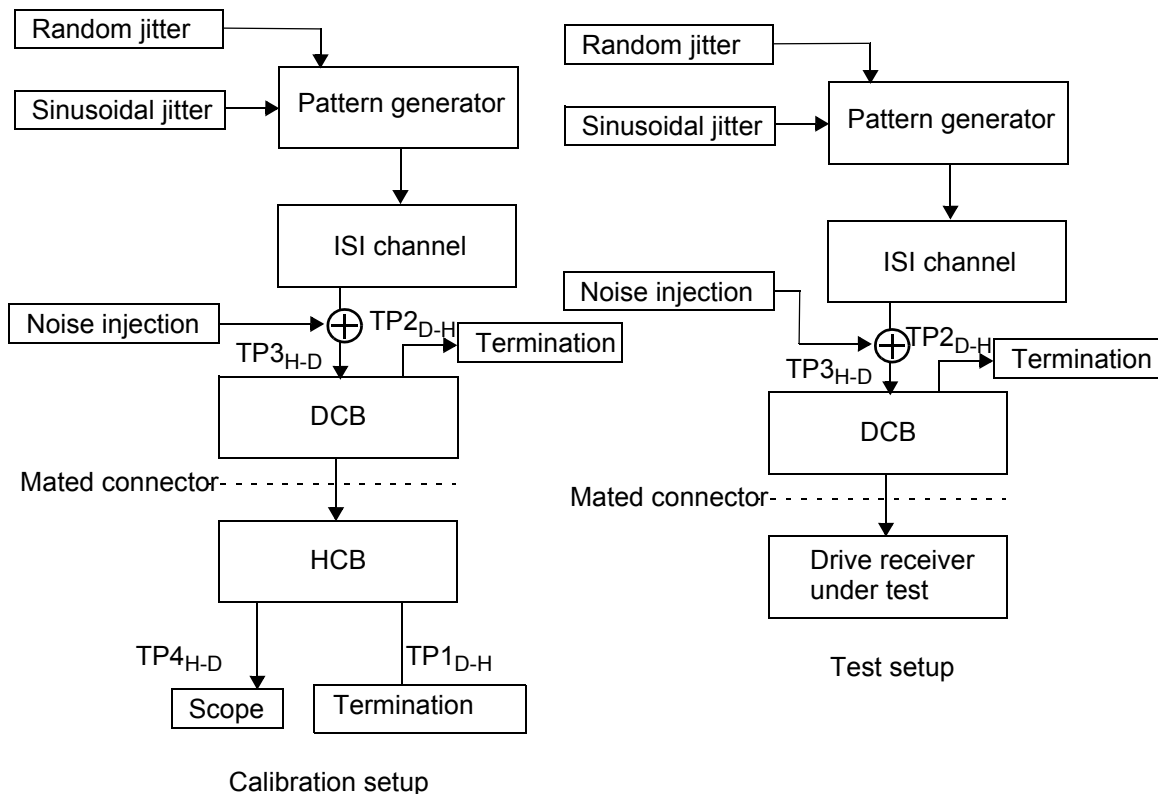 Random jitter
Sinusoidal jitter
Pattern generator
ISI channel
Noise injection
TP2D-H
Termination
TP3H-D
DCB
Mated connector
HCB
TP4H-D
TP1D-H
Scope
Termination
Calibration setup
Random jitter
Sinusoidal jitter
Pattern generator
ISI channel
Noise injection
TP2D-H
Termination
TP3H-D
DCB
Mated connector
Drive receiver
under test
Test setup